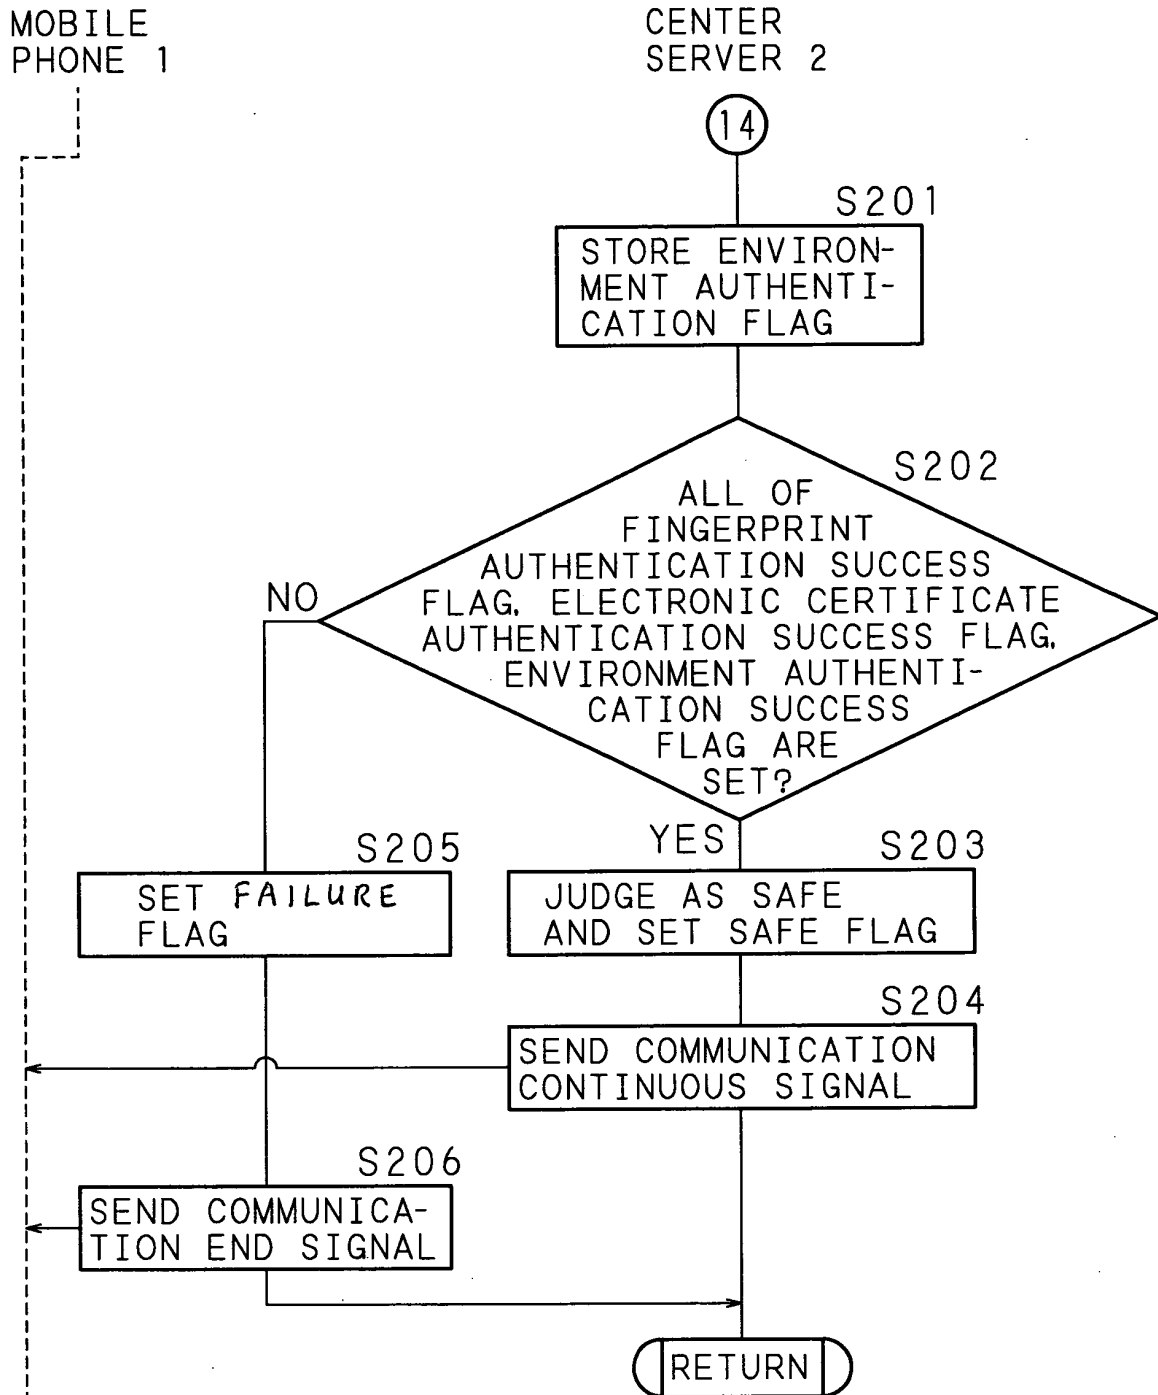 MOBILE
PHONE 1
CENTER
SERVER 2
14
S201
STORE ENVIRON-
MENT AUTHENTI-
CATION FLAG
S202
ALL OF
FINGERPRINT
AUTHENTICATION SUCCESS
FLAG, ELECTRONIC CERTIFICATE
AUTHENTICATION SUCCESS FLAG,
ENVIRONMENT AUTHENTI-
CATION SUCCESS
FLAG ARE
SET?
NO
YES
S205
SET FAILURE
FLAG
S203
JUDGE AS SAFE
AND SET SAFE FLAG
S204
SEND COMMUNICATION
CONTINUOUS SIGNAL
S206
SEND COMMUNICA-
TION END SIGNAL
RETURN